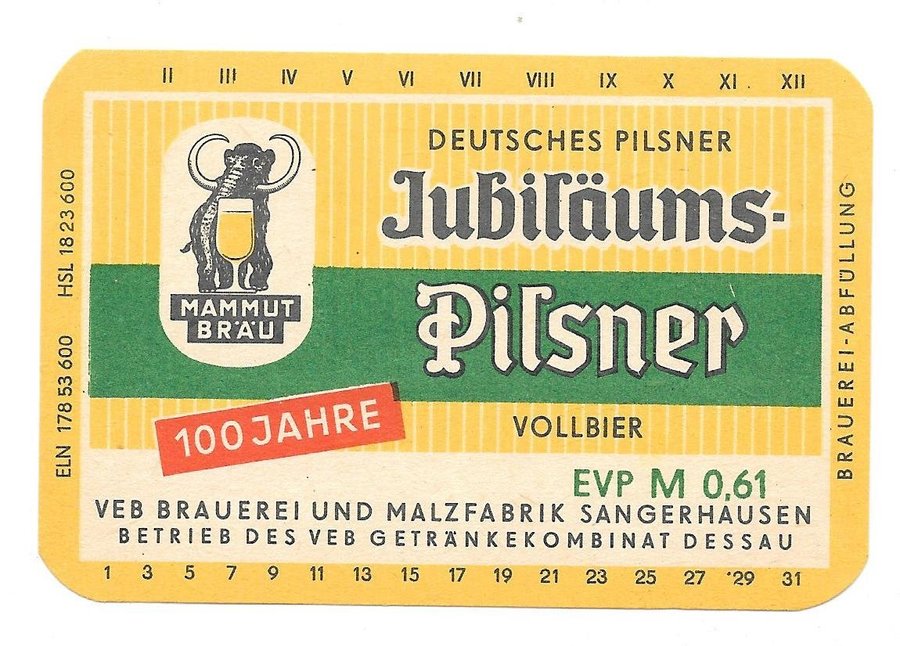 II III IV V VI VII VIII IX X XI XII
DEUTSCHES PILSNER
Jubiläums-
Pilsner
VOLLBIER
MAMMUT
BRÄU
100 JAHRE
EVP M 0,61
VEB BRAUEREI UND MALZFABRIK SANGERHAUSEN
BETRIEB DES VEB GETRÄNKEKOMBINAT DESSAU
1 3 5 7 9 11 13 15 17 19 21 23 25 27 29 31
ELN 178 53 600 HSL 18 23 600
BRAUEREI-ABFÜLLUNG